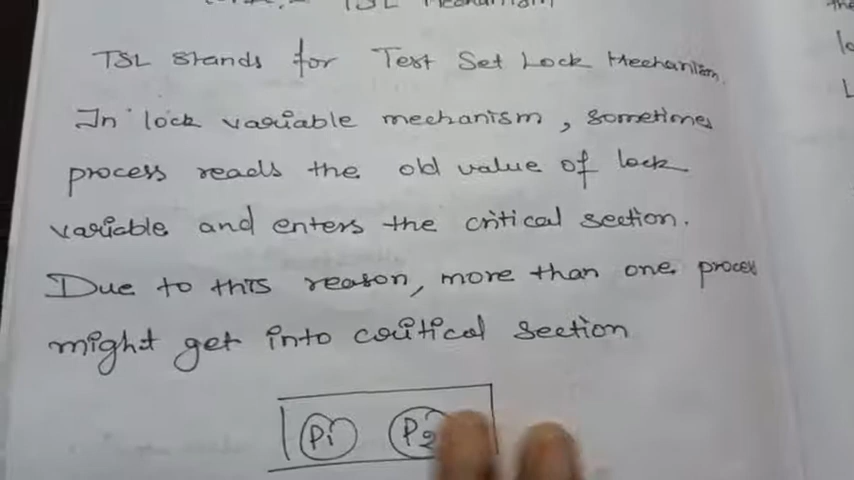 TSL Mechanism
TSL stands for Test Set Lock Mechanism.
In lock variable mechanism, sometimes
process reads the old value of lock
variable and enters the critical section.
Due to this reason, more than one process
might get into critical section
P1 P2